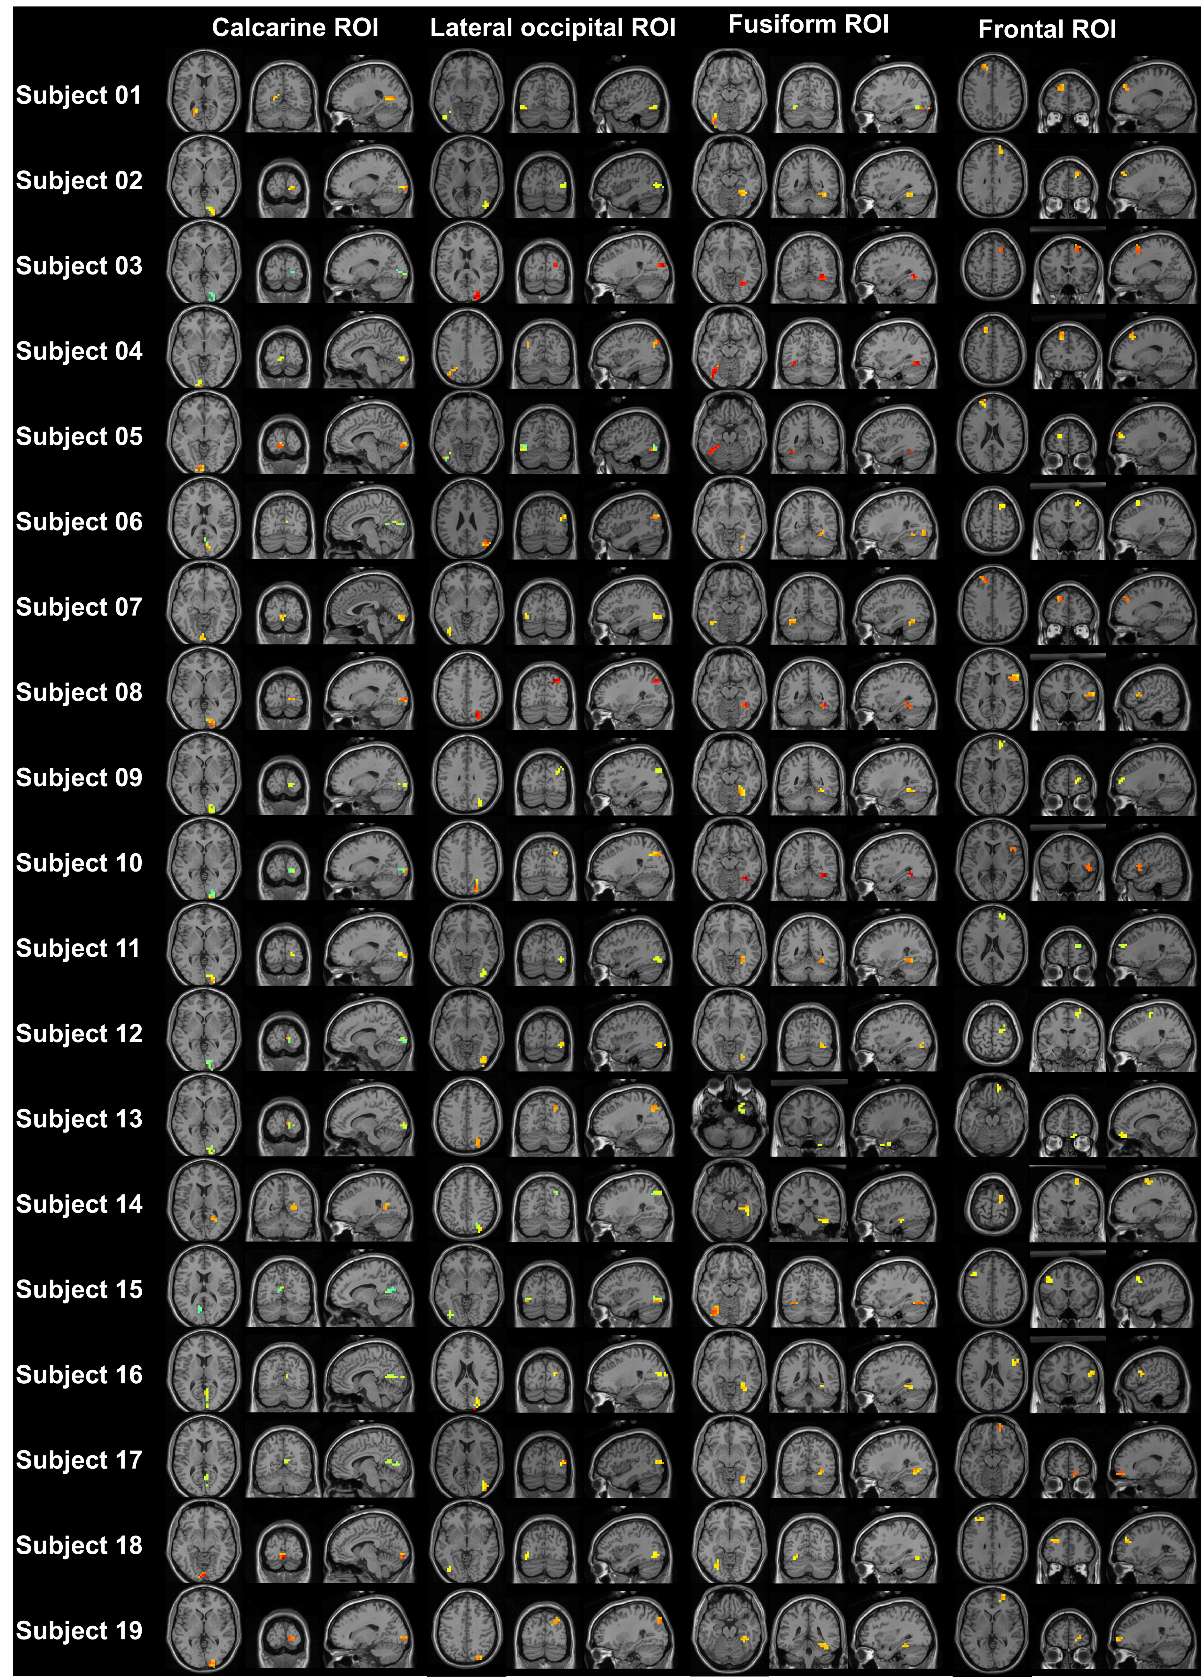 Calcarine ROI Lateral occipital ROI Fusiform ROI Frontal ROI
Subject 01
Subject 02
Subject 03
Subject 04
Subject 05
Subject 06
Subject 07
Subject 08
Subject 09
Subject 10
Subject 11
Subject 12
Subject 13
Subject 14
Subject 15
Subject 16
Subject 17
Subject 18
Subject 19